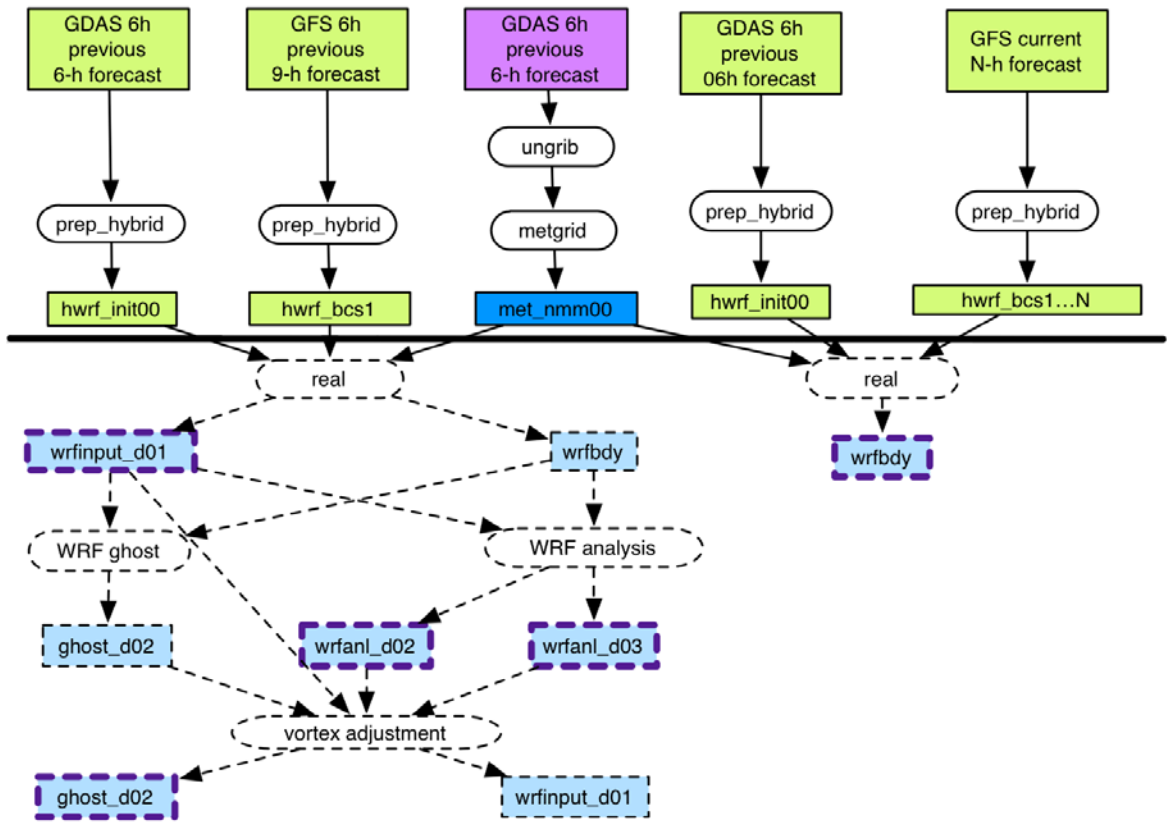 GDAS 6h
previous
6-h forecast
GFS 6h
previous
9-h forecast
GDAS 6h
previous
6-h forecast
GDAS 6h
previous
06h forecast
GFS current
N-h forecast
ungrib
prep_hybrid
prep_hybrid
metgrid
prep_hybrid
prep_hybrid
hwrf_init00
hwrf_bcs1
met_nmm00
hwrf_init00
hwrf_bcs1...N
real
real
wrfinput_d01
wrfbdy
wrfbdy
WRF ghost
WRF analysis
ghost_d02
wrfanl_d02
wrfanl_d03
vortex adjustment
ghost_d02
wrfinput_d01